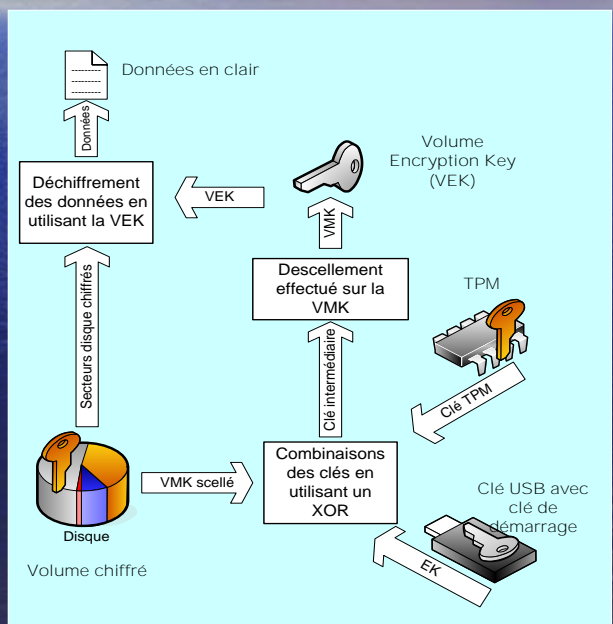 Données en clair
Données
Volume
Encryption Key
(VEK)
Déchiffrement
des données en
utilisant la VEK
VEK
VMK
Descellement
effectué sur la
VMK
TPM
Secteurs disque chiffrés
Clé intermédiaire
Clé TPM
Combinaisons
des clés en
utilisant un
XOR
VMK scellé
Clé USB avec
clé de
démarrage
Disque
EK
Volume chiffré